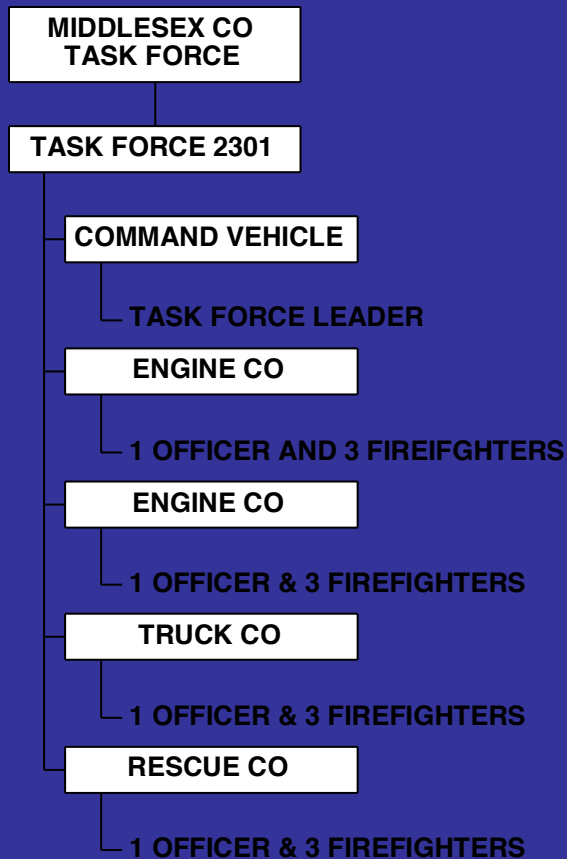 MIDDLESEX CO
TASK FORCE
TASK FORCE 2301
COMMAND VEHICLE
TASK FORCE LEADER
ENGINE CO
1 OFFICER AND 3 FIREIFGHTERS
ENGINE CO
1 OFFICER & 3 FIREFIGHTERS
TRUCK CO
1 OFFICER & 3 FIREFIGHTERS
RESCUE CO
1 OFFICER & 3 FIREFIGHTERS